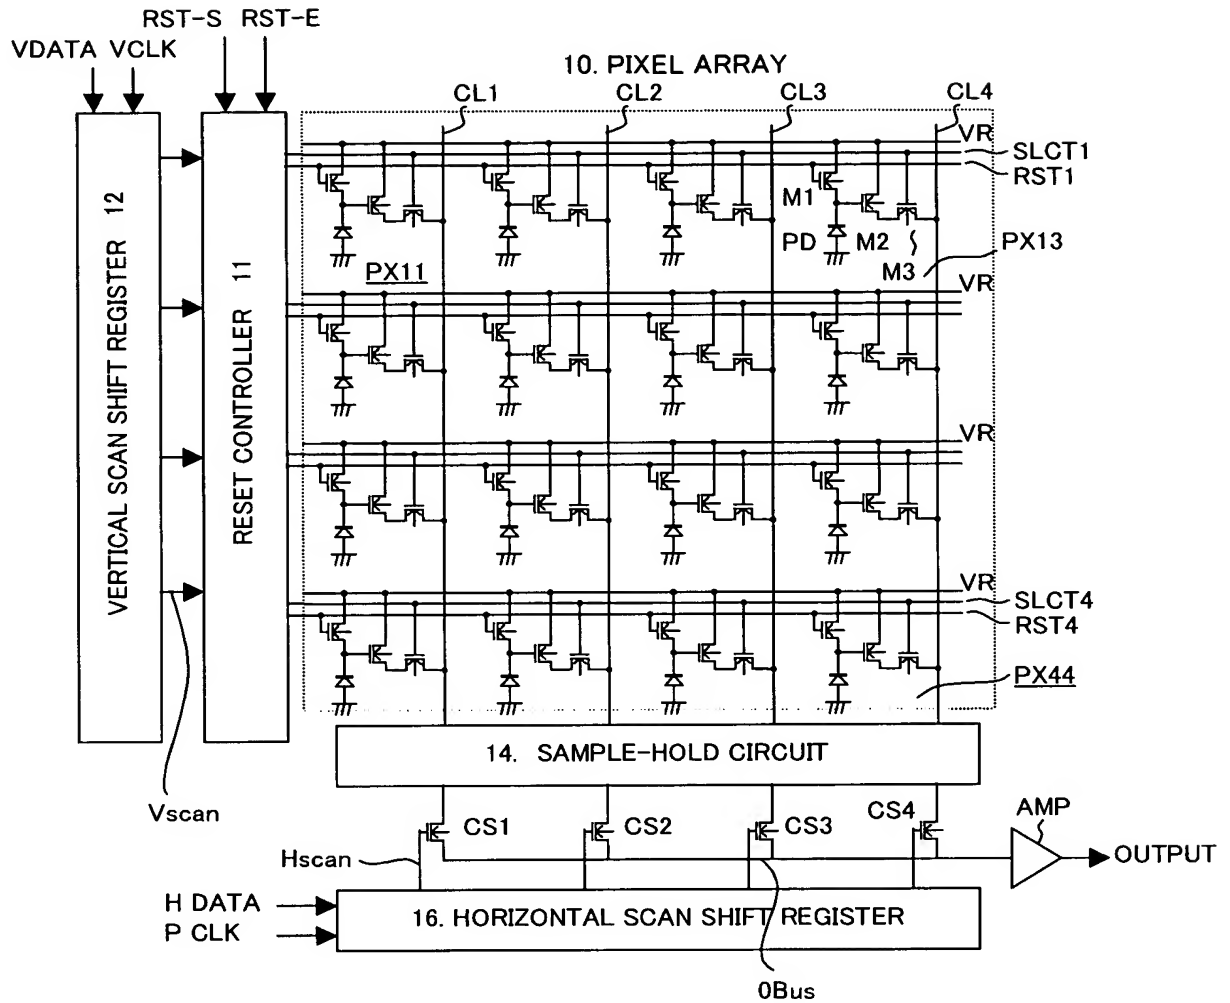 RST-S RST-E
VDATA VCLK
10. PIXEL ARRAY
CL1 CL2 CL3 CL4
VR
SLCT1
RST1
M1
PD M2
M3
PX13
PX11
VR
VERTICAL SCAN SHIFT REGISTER 12
RESET CONTROLLER 11
VR
VR
SLCT4
RST4
PX44
14. SAMPLE-HOLD CIRCUIT
Vscan
CS1 CS2 CS3 CS4
AMP
Hscan
OUTPUT
H DATA
P CLK
16. HORIZONTAL SCAN SHIFT REGISTER
0Bus